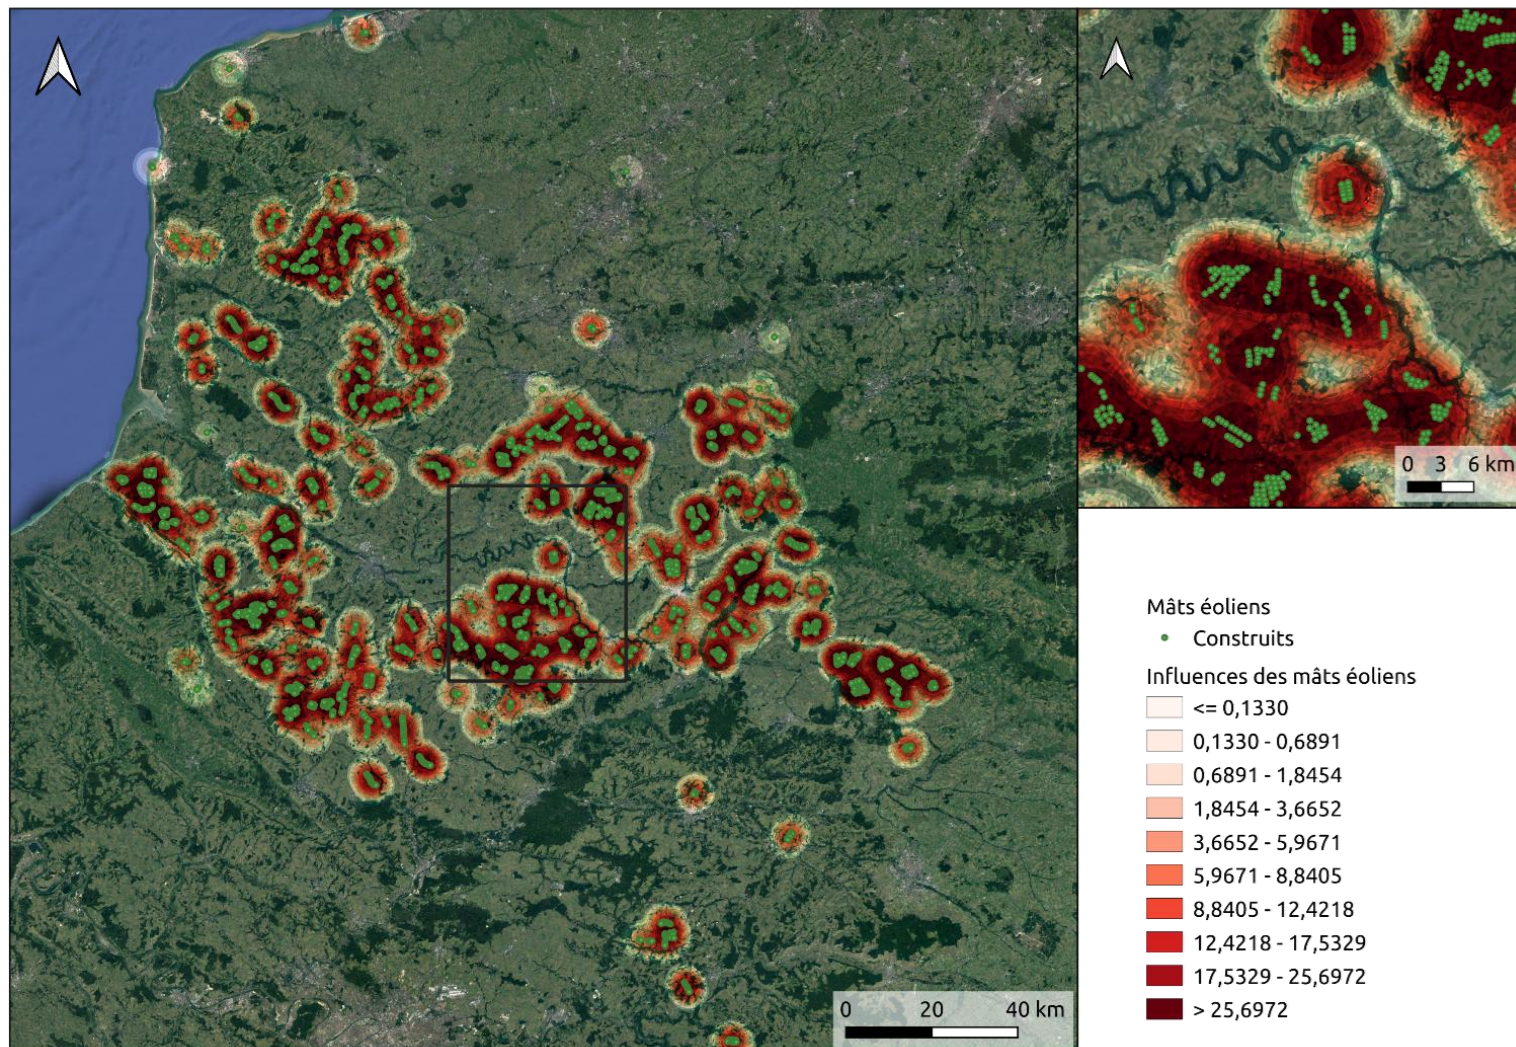 0 3 6 km
0 20 40 km
Mâts éoliens
Construits
Influences des mâts éoliens
<= 0,1330
0,1330 - 0,6891
0,6891 - 1,8454
1,8454 - 3,6652
3,6652 - 5,9671
5,9671 - 8,8405
8,8405 - 12,4218
12,4218 - 17,5329
17,5329 - 25,6972
> 25,6972